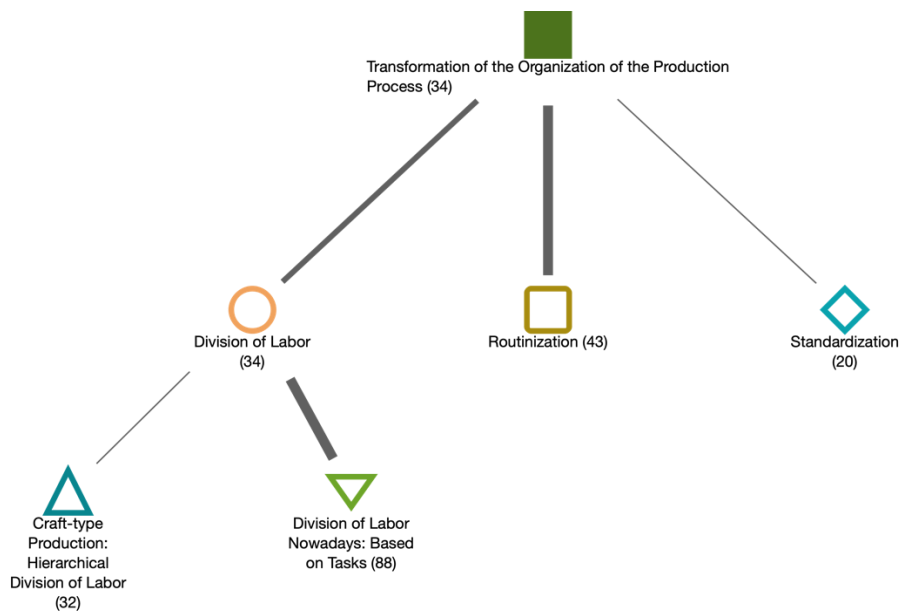 Transformation of the Organization of the Production
Process (34)
Division of Labor
(34)
Routinization (43)
Standardization
(20)
Craft-type
Production:
Hierarchical
Division of Labor
(32)
Division of Labor
Nowadays: Based
on Tasks (88)